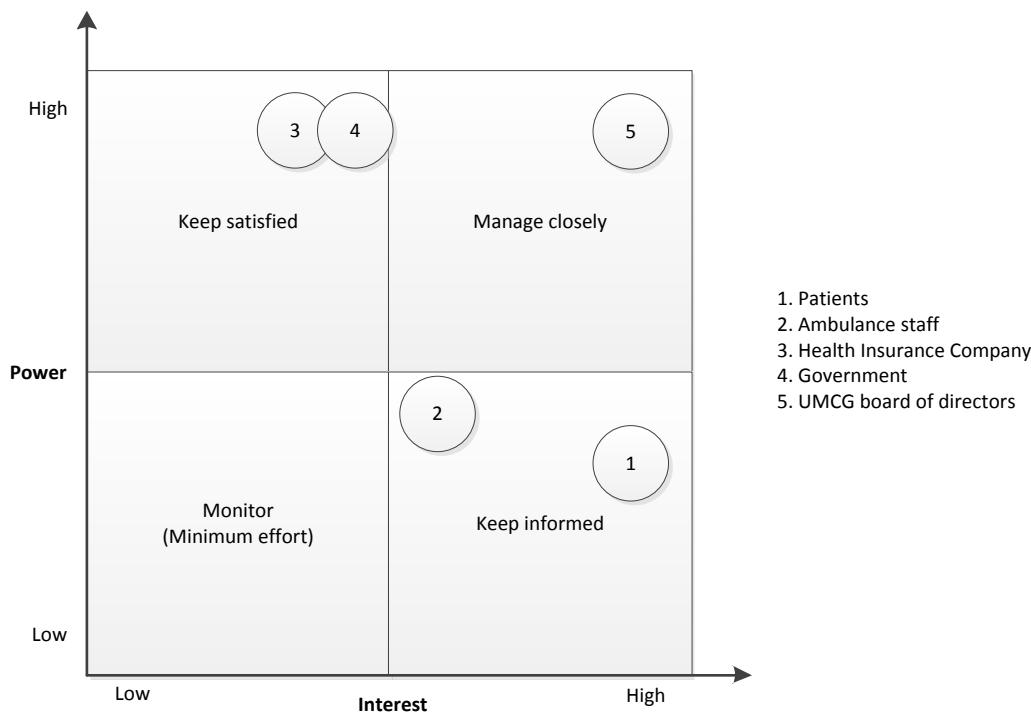 High
3
4
5
Keep satisfied
Manage closely
1. Patients
2. Ambulance staff
3. Health Insurance Company
4. Government
5. UMCG board of directors
Power
2
1
Monitor
(Minimum effort)
Keep informed
Low
Low
Interest
High